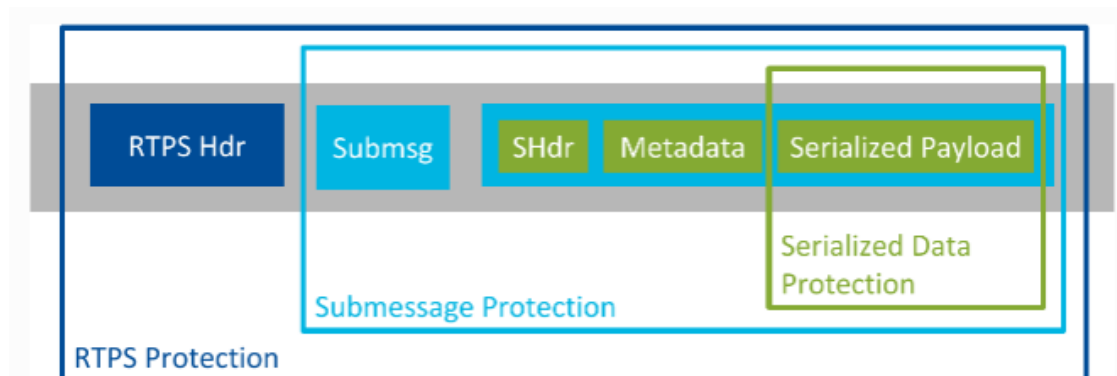 RTPS Hdr
Submsg
SHdr
Metadata
Serialized Payload
Serialized Data
Protection
Submessage Protection
RTPS Protection